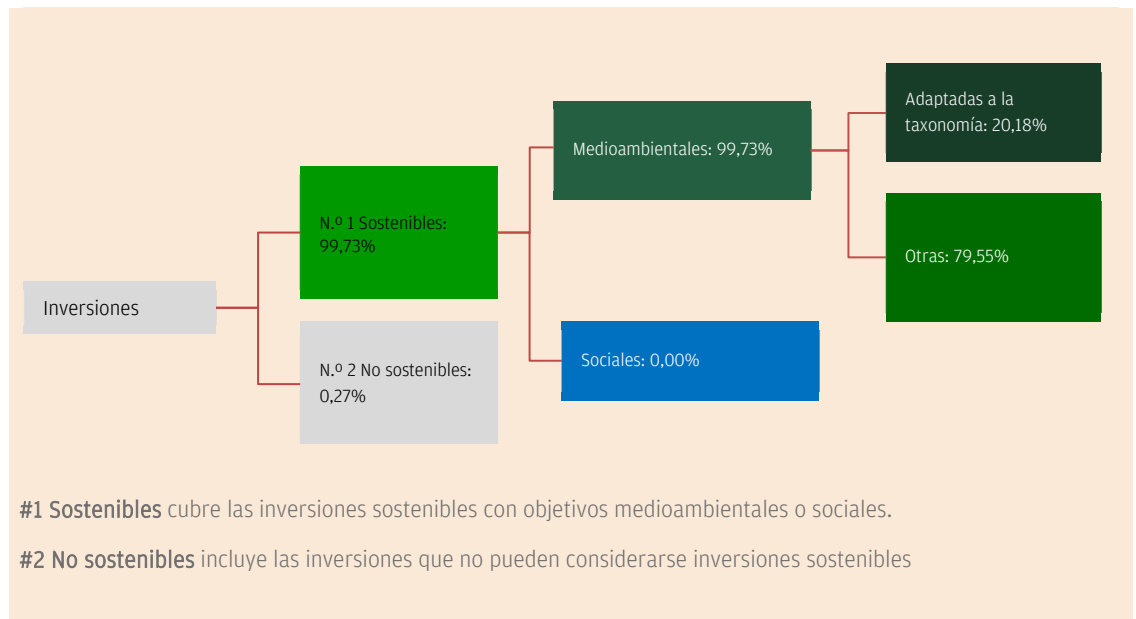 Inversiones
N.º 1 Sostenibles:
99,73%
N.º 2 No sostenibles:
0,27%
Medioambientales: 99,73%
Sociales: 0,00%
Adaptadas a la
taxonomía: 20,18%
Otras: 79,55%
#1 Sostenibles cubre las inversiones sostenibles con objetivos medioambientales o sociales.
#2 No sostenibles incluye las inversiones que no pueden considerarse inversiones sostenibles